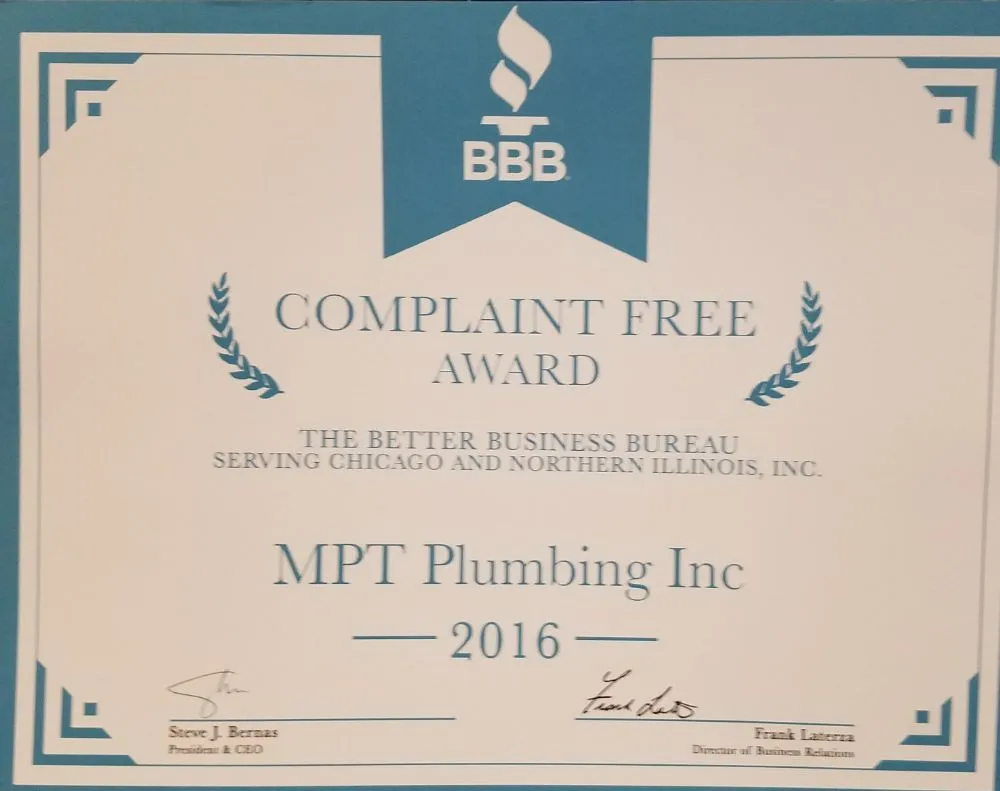 BBB
COMPLAINT FREE
AWARD
THE BETTER BUSINESS BUREAU
SERVING CHICAGO AND NORTHERN ILLINOIS, INC.
MPT Plumbing Inc
2016
Steve J. Bernas
President & CEO
Frank Laterza
Director of Business Relations